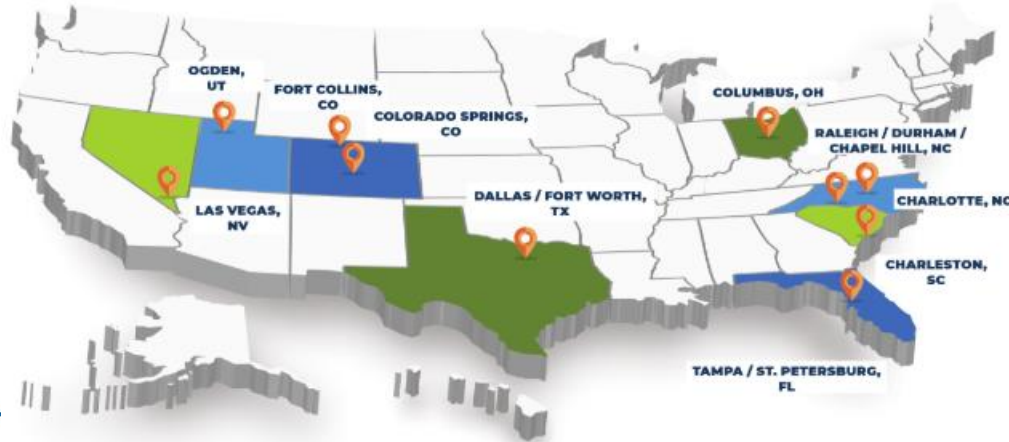 OGDEN,
UT
FORT COLLINS,
CO
COLORADO SPRINGS,
CO
COLUMBUS, OH
RALEIGH / DURHAM /
CHAPEL HILL, NC
DALLAS / FORT WORTH,
TX
LAS VEGAS,
NV
CHARLOTTE, NC
CHARLESTON,
SC
TAMPA / ST. PETERSBURG,
FL